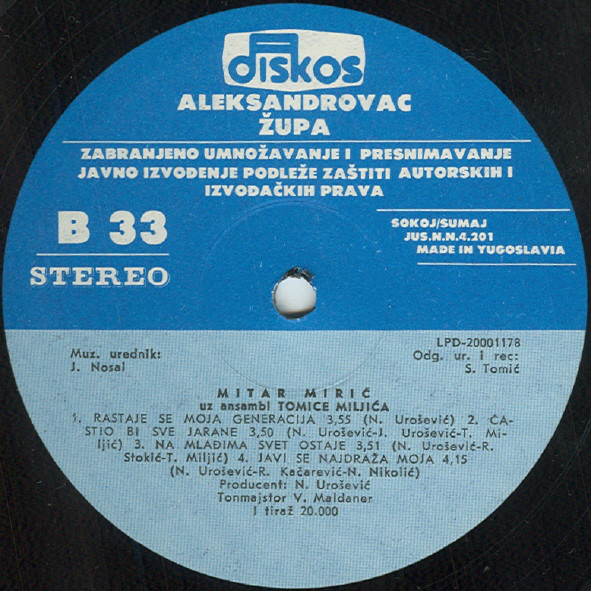 diskos
ALEKSANDROVAC
ŽUPA
ZABRANJENO UMNOŽAVANJE I PRESNIMAVANJE
JAVNO IZVOĐENJE PODLEŽE ZAŠTITI AUTORSKIH I
IZVOĐAČKIH PRAVA
B 33
STEREO
SOKOJ/SUMAJ
JUS.N.N.4.201
MADE IN YUGOSLAVIA
Muz. urednik:
J. Nosal
LPD-20001178
Odg. ur. i rec:
S. Tomić
MITAR MIRIĆ
uz ansambl TOMICE MILJIĆA
1. RASTAJE SE MOJA GENERACIJA 3,55 (N. Urošević) 2. ČA-
STIO BI SVE JARANE 3,50 (N. Urošević-J. Urošević-T. Mi-
ljić) 3. NA MLAĐIMA SVET OSTAJE 3,51 (N. Urošević-R.
Stokić-T. Miljić) 4. JAVI SE NAJDRAŽA MOJA 4,15
(N. Urošević-R. Kačarević-N. Nikolić)
Producent: N. Urošević
Tonmajstor V. Maldaner
I tiraž 20.000